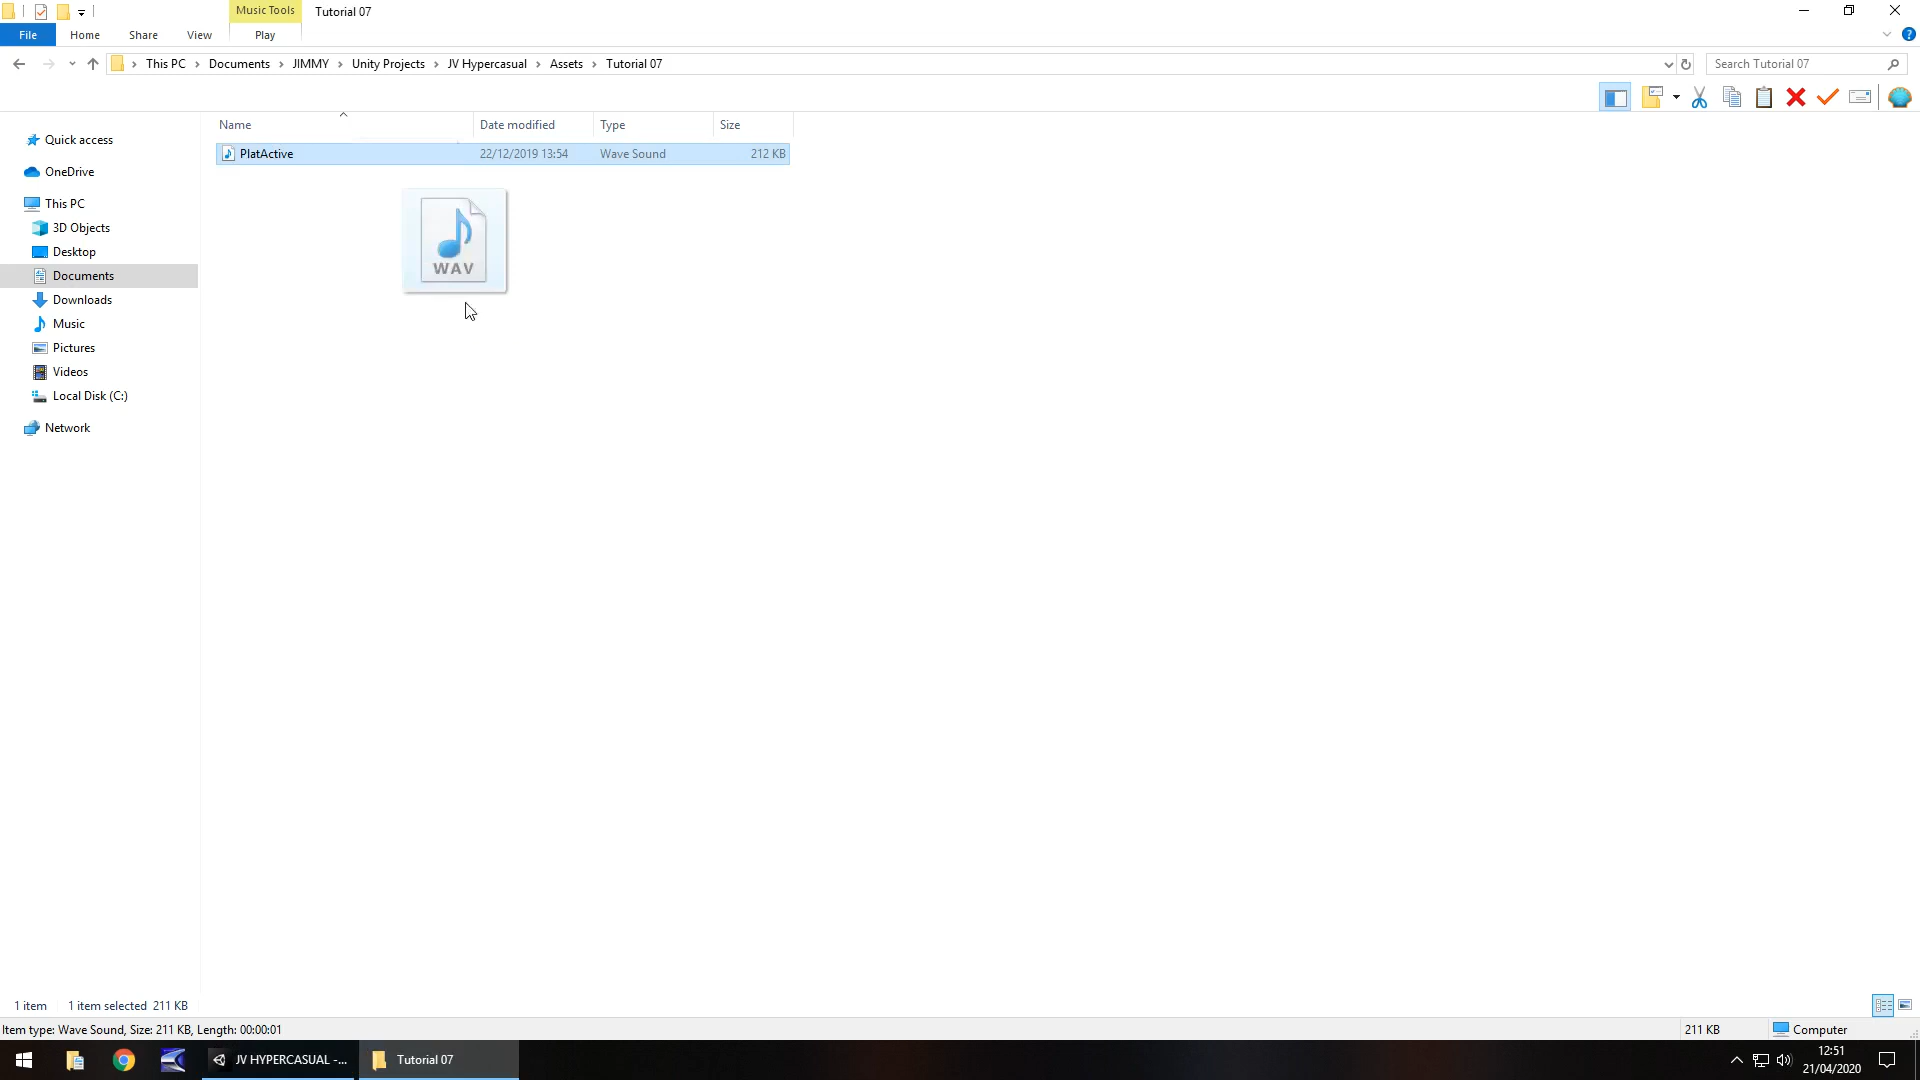 Music Tools
Tutorial 07
File
Home
Share
View
Play
This PC
Documents
JIMMY
Unity Projects
JV Hypercasual
Assets
Tutorial 07
Search Tutorial 07
Name
Date modified
Type
Size
PlatActive
22/12/2019 13:54
Wave Sound
212 KB
WAV
Quick access
OneDrive
This PC
3D Objects
Desktop
Documents
Downloads
Music
Pictures
Videos
Local Disk (C:)
Network
1 item
1 item selected 211 KB
Item type: Wave Sound, Size: 211 KB, Length: 00:00:01
211 KB
Computer
JV HYPERCASUAL -...
Tutorial 07
12:51
21/04/2020